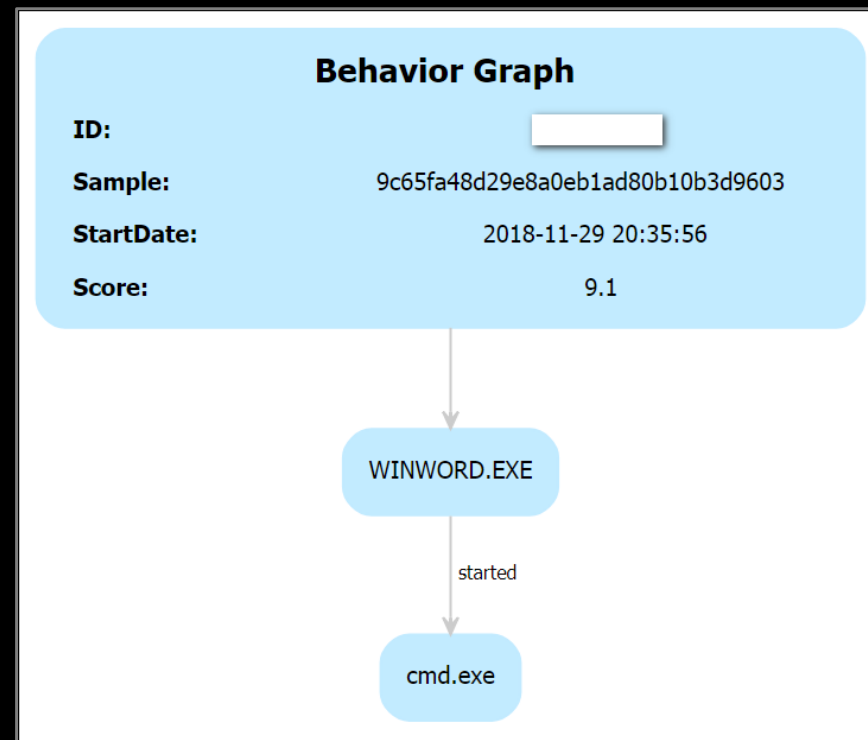 Behavior Graph
ID:
Sample: 9c65fa48d29e8a0eb1ad80b10b3d9603
StartDate: 2018-11-29 20:35:56
Score: 9.1
WINWORD.EXE
started
cmd.exe